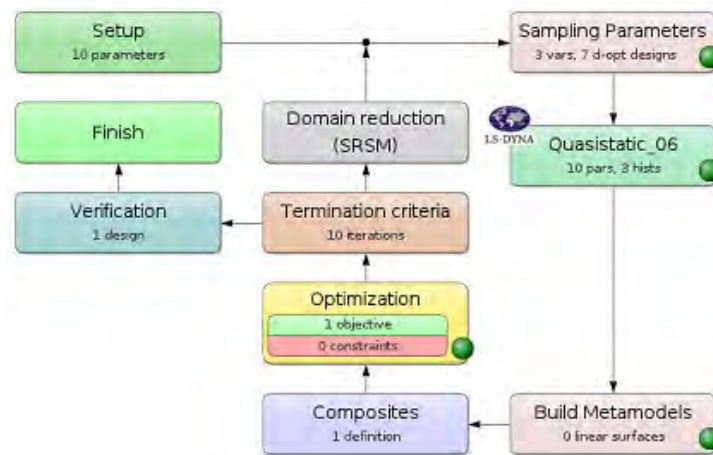 Setup
10 parameters
Sampling Parameters
3 vars, 7 d-opt designs
Finish
Domain reduction
(SRSM)
LS-DYNA
Quasistatic_06
10 pars, 3 hists
Verification
1 design
Termination criteria
10 iterations
Optimization
1 objective
0 constraints
Composites
1 definition
Build Metamodels
0 linear surfaces